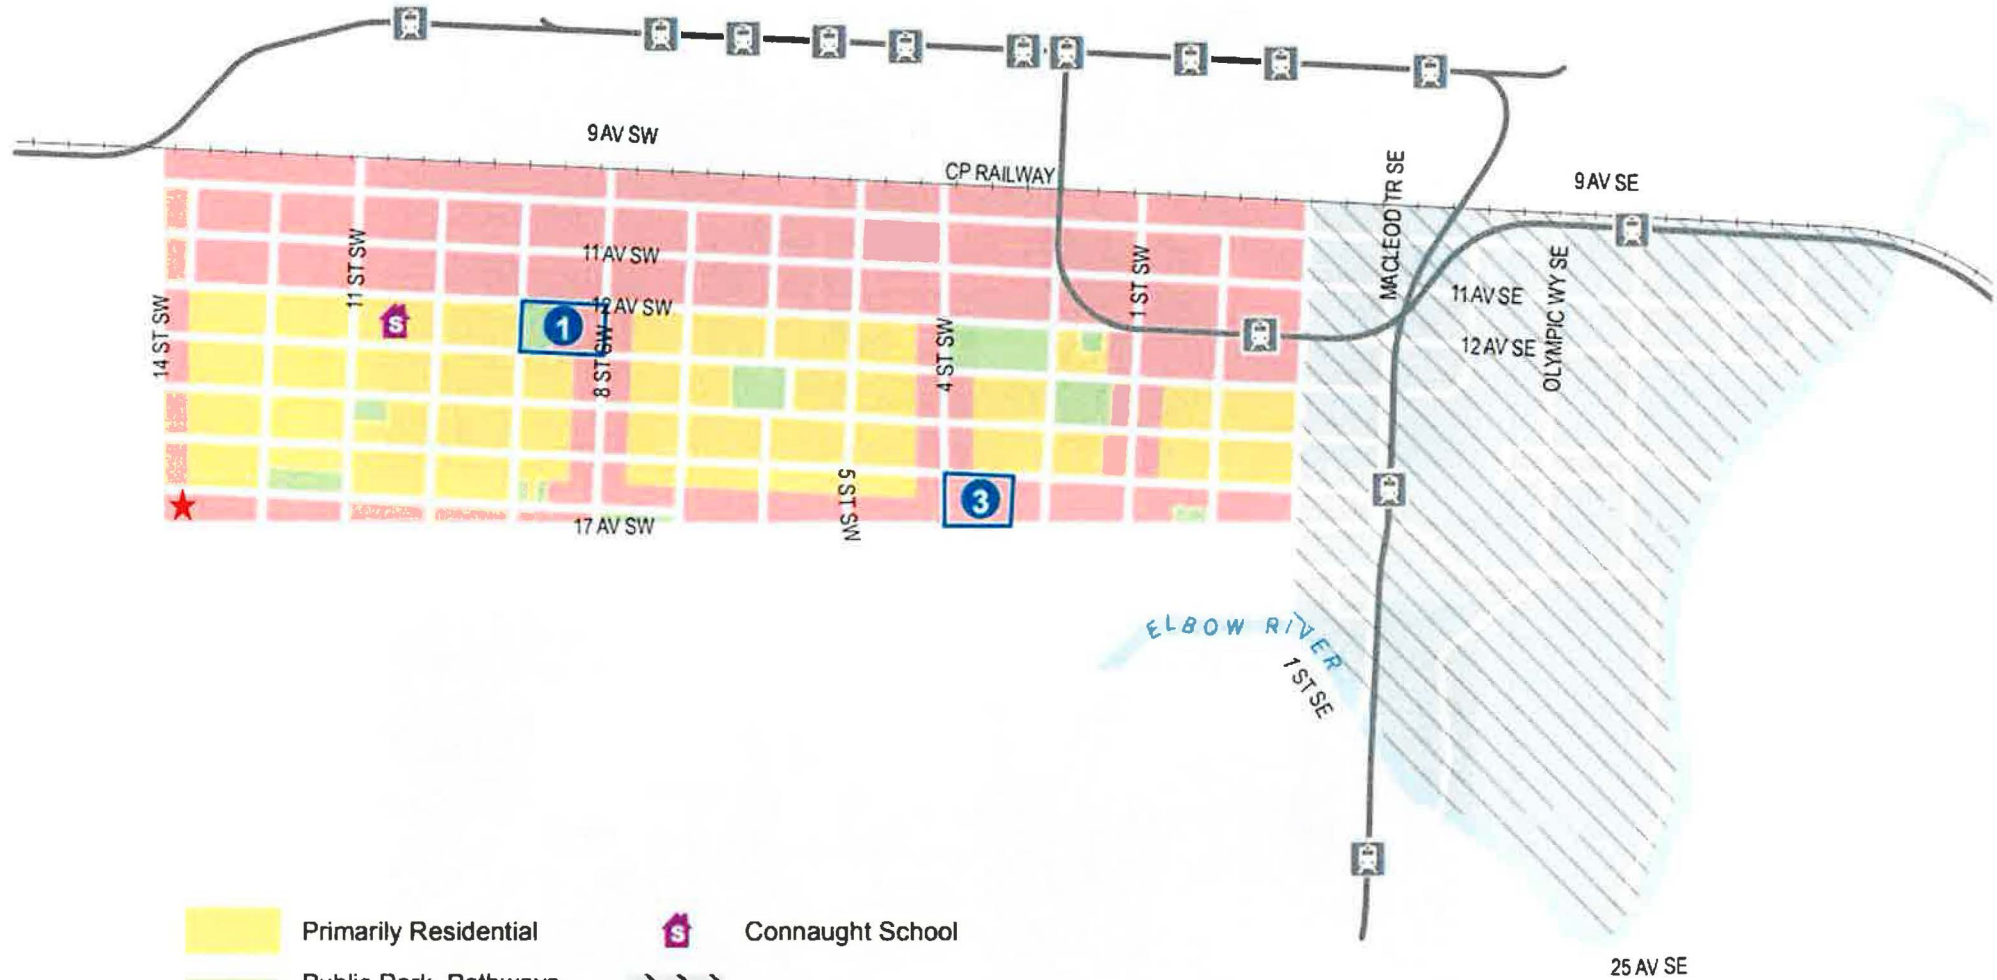 9 AV SW
CP RAILWAY
MACLEOD TR SE
9 AV SE
11 ST SW
11 AV SW
1 ST SW
OLYMPIC WY SE
14 ST SW
S
1
12 AV SW
8 ST SW
4 ST SW
11 AV SE
12 AV SE
5 ST SW
3
17 AV SW
ELBOW RIVER
1 ST SE
Primarily Residential
S
Connaught School
Public Park, Pathways
25 AV SE